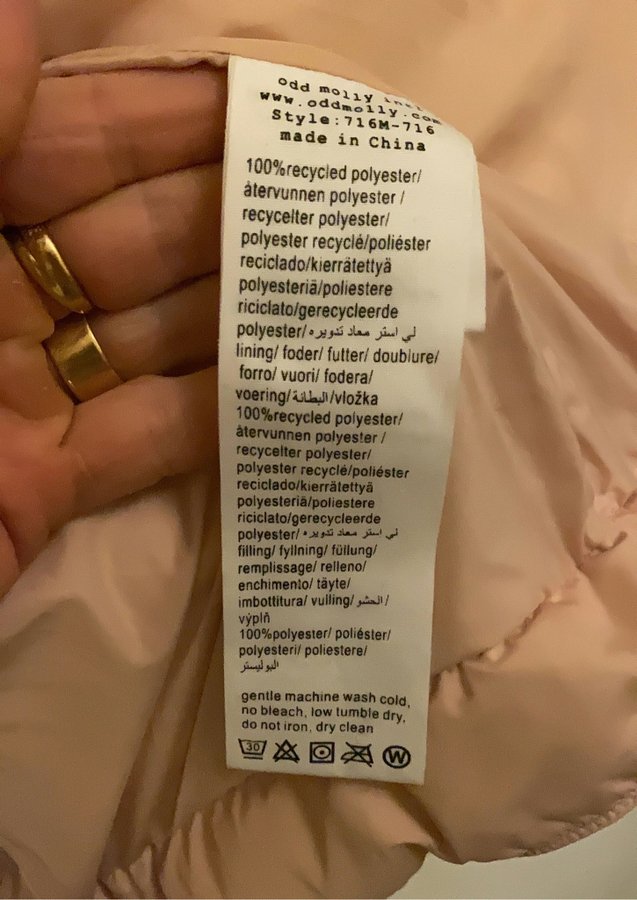 odd molly
www.oddmolly.com
Style:716M-716
made in China
100%recycled polyester/
återvunnen polyester /
recycelter polyester/
polyester recyclé/poliéster
reciclado/kierrätettyä
polyesteriä/poliestere
riciclato/gerecycleerde
polyester/لي استر معاد تدويره
lining/ foder/ futter/ doublure/
forro/ vuori/ fodera/
voering/البطانة/vložka
100%recycled polyester/
återvunnen polyester /
recycelter polyester/
polyester recyclé/poliéster
reciclado/kierrätettyä
polyesteriä/poliestere
riciclato/gerecycleerde
polyester/لي استر معاد تدويره
filling/ fyllning/ füllung/
remplissage/ relleno/
enchimento/ täyte/
imbottitura/ vulling/الحشو/
výplň
100%polyester/ poliéster/
polyesteri/ poliestere/
البوليستر
gentle machine wash cold,
no bleach, low tumble dry,
do not iron, dry clean
30 W